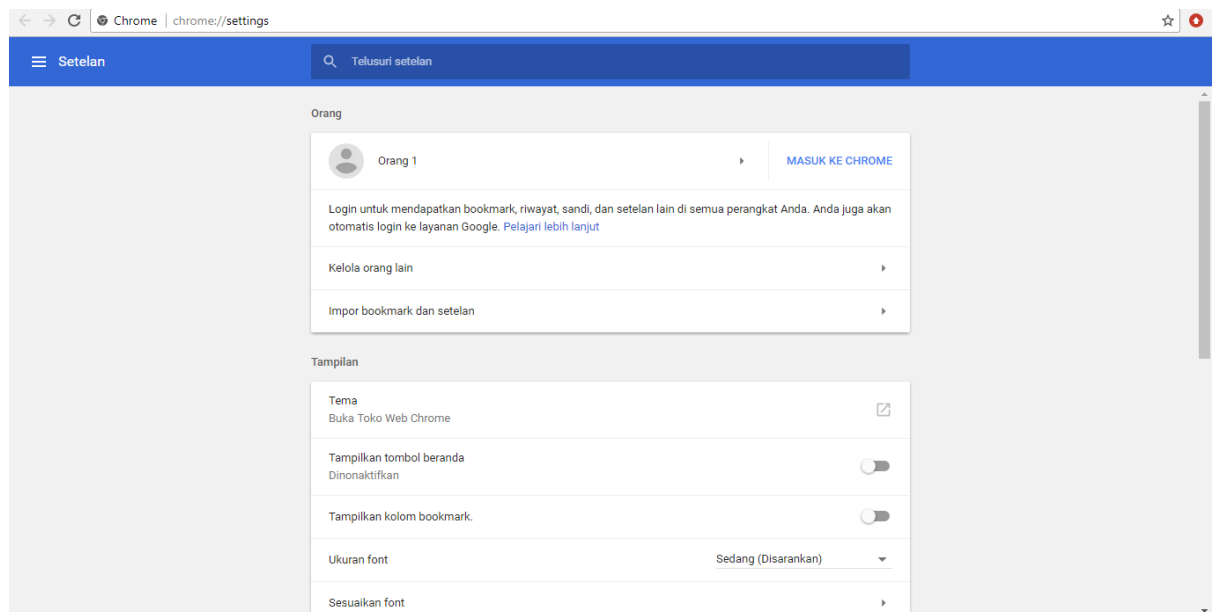 Chrome | chrome://settings
Setelan
Telusuri setelan
Orang
Orang 1
MASUK KE CHROME
Login untuk mendapatkan bookmark, riwayat, sandi, dan setelan lain di semua perangkat Anda. Anda juga akan
otomatis login ke layanan Google. Pelajari lebih lanjut
Kelola orang lain
Impor bookmark dan setelan
Tampilan
Tema
Buka Toko Web Chrome
Tampilkan tombol beranda
Dinonaktifkan
Tampilkan kolom bookmark.
Ukuran font
Sedang (Disarankan)
Sesuaikan font